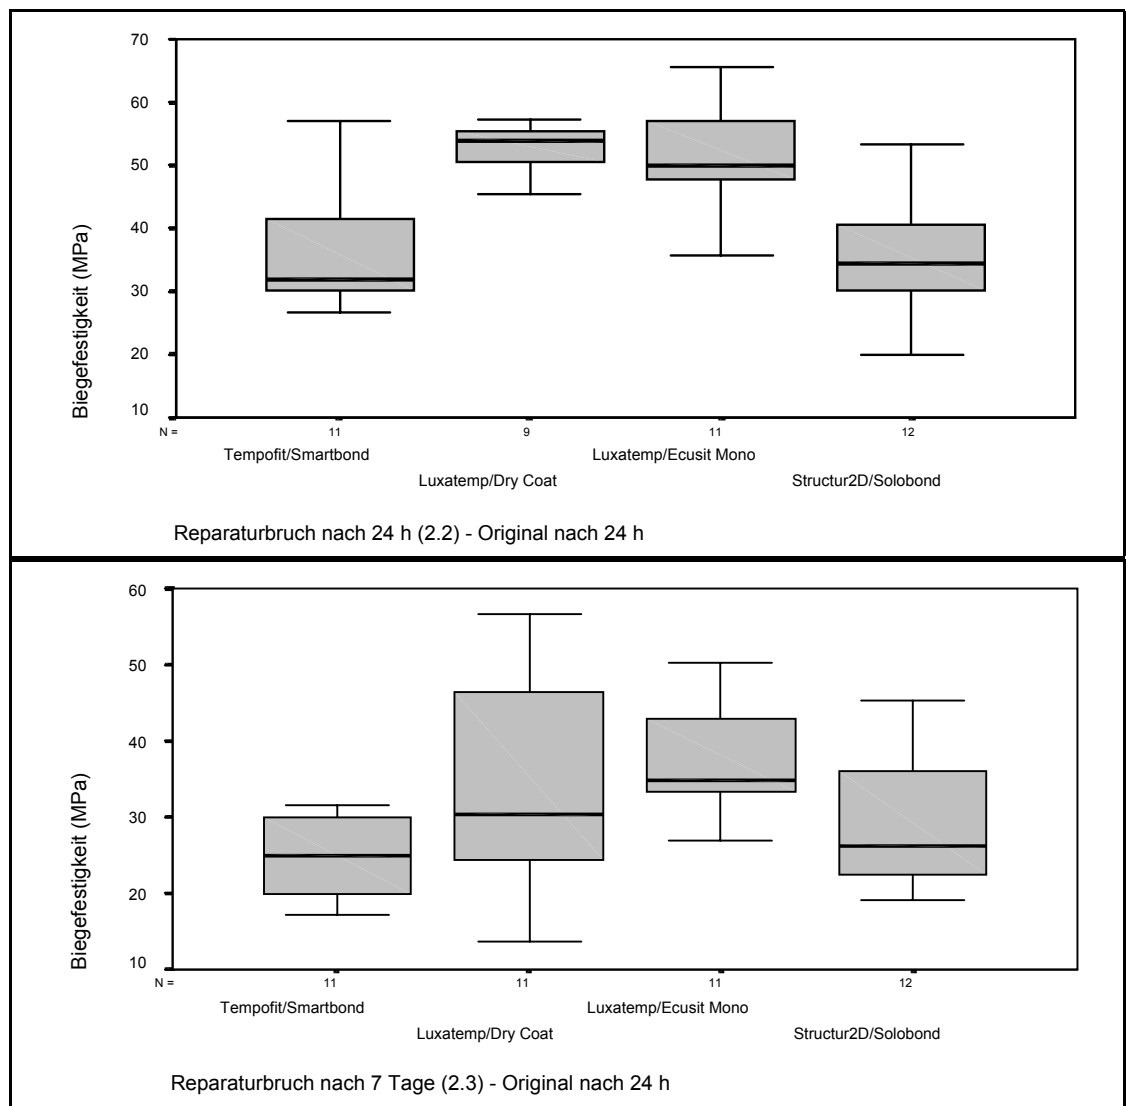 70
60
50
40
30
20
10
Biegefestigkeit (MPa)
N = 11 9 11 12
Tempofit/Smartbond Luxatemp/Ecusit Mono
Luxatemp/Dry Coat Structur2D/Solobond
Reparaturbruch nach 24 h (2.2) - Original nach 24 h
60
50
40
30
20
10
Biegefestigkeit (MPa)
N = 11 11 11 12
Tempofit/Smartbond Luxatemp/Ecusit Mono
Luxatemp/Dry Coat Structur2D/Solobond
Reparaturbruch nach 7 Tage (2.3) - Original nach 24 h